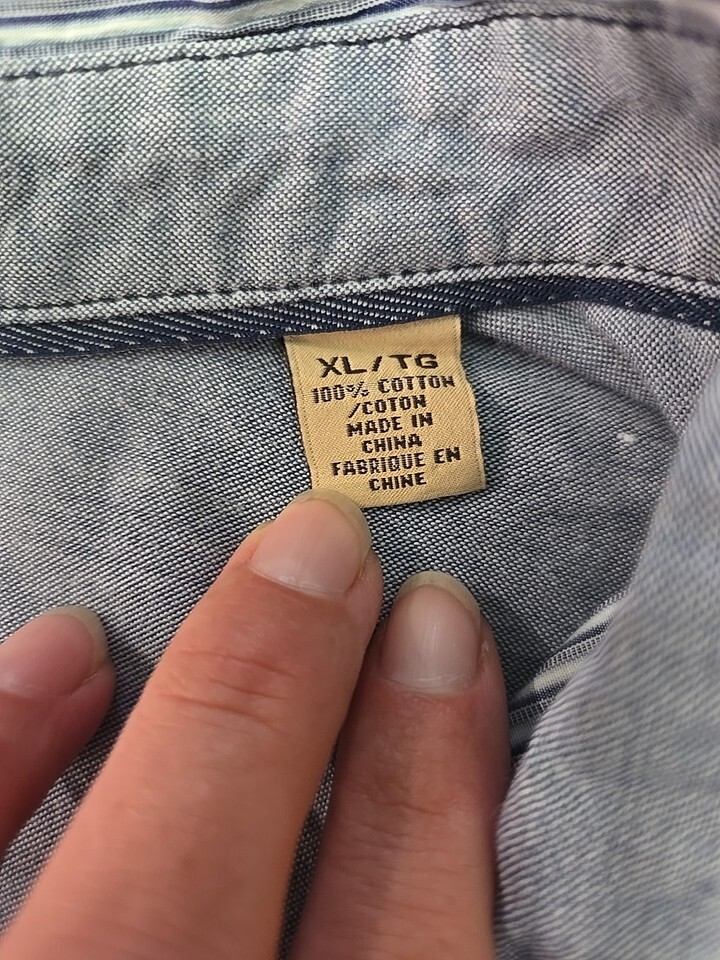 XL/TG
100% COTTON
/COTON
MADE IN
CHINA
FABRIQUE EN
CHINE